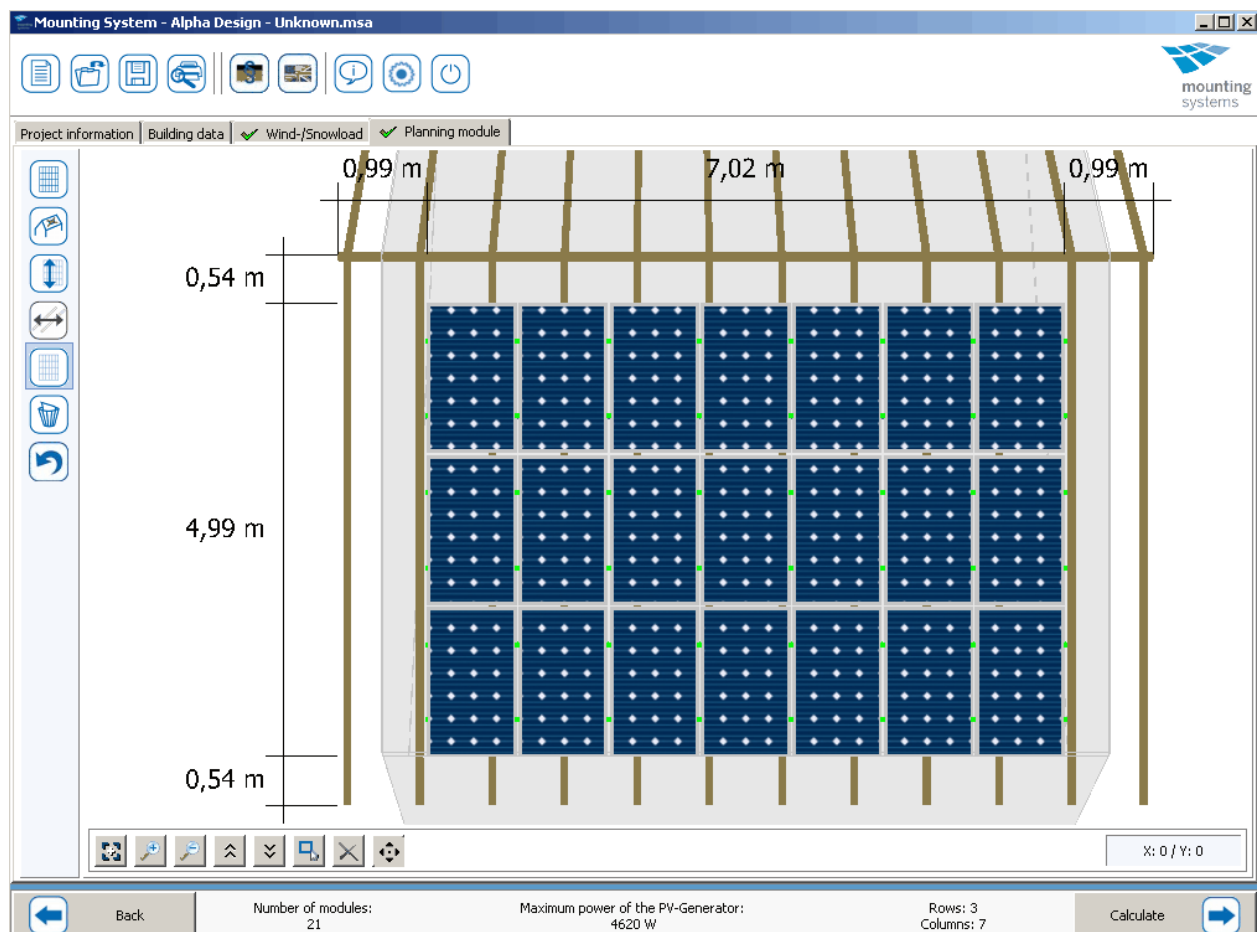 Mounting System - Alpha Design - Unknown.msa
mounting
systems
Project information Building data Wind-/Snowload Planning module
0,99 m 7,02 m 0,99 m
0,54 m
4,99 m
0,54 m
X: 0 / Y: 0
Back
Number of modules:
21
Maximum power of the PV-Generator:
4620 W
Rows: 3
Columns: 7
Calculate